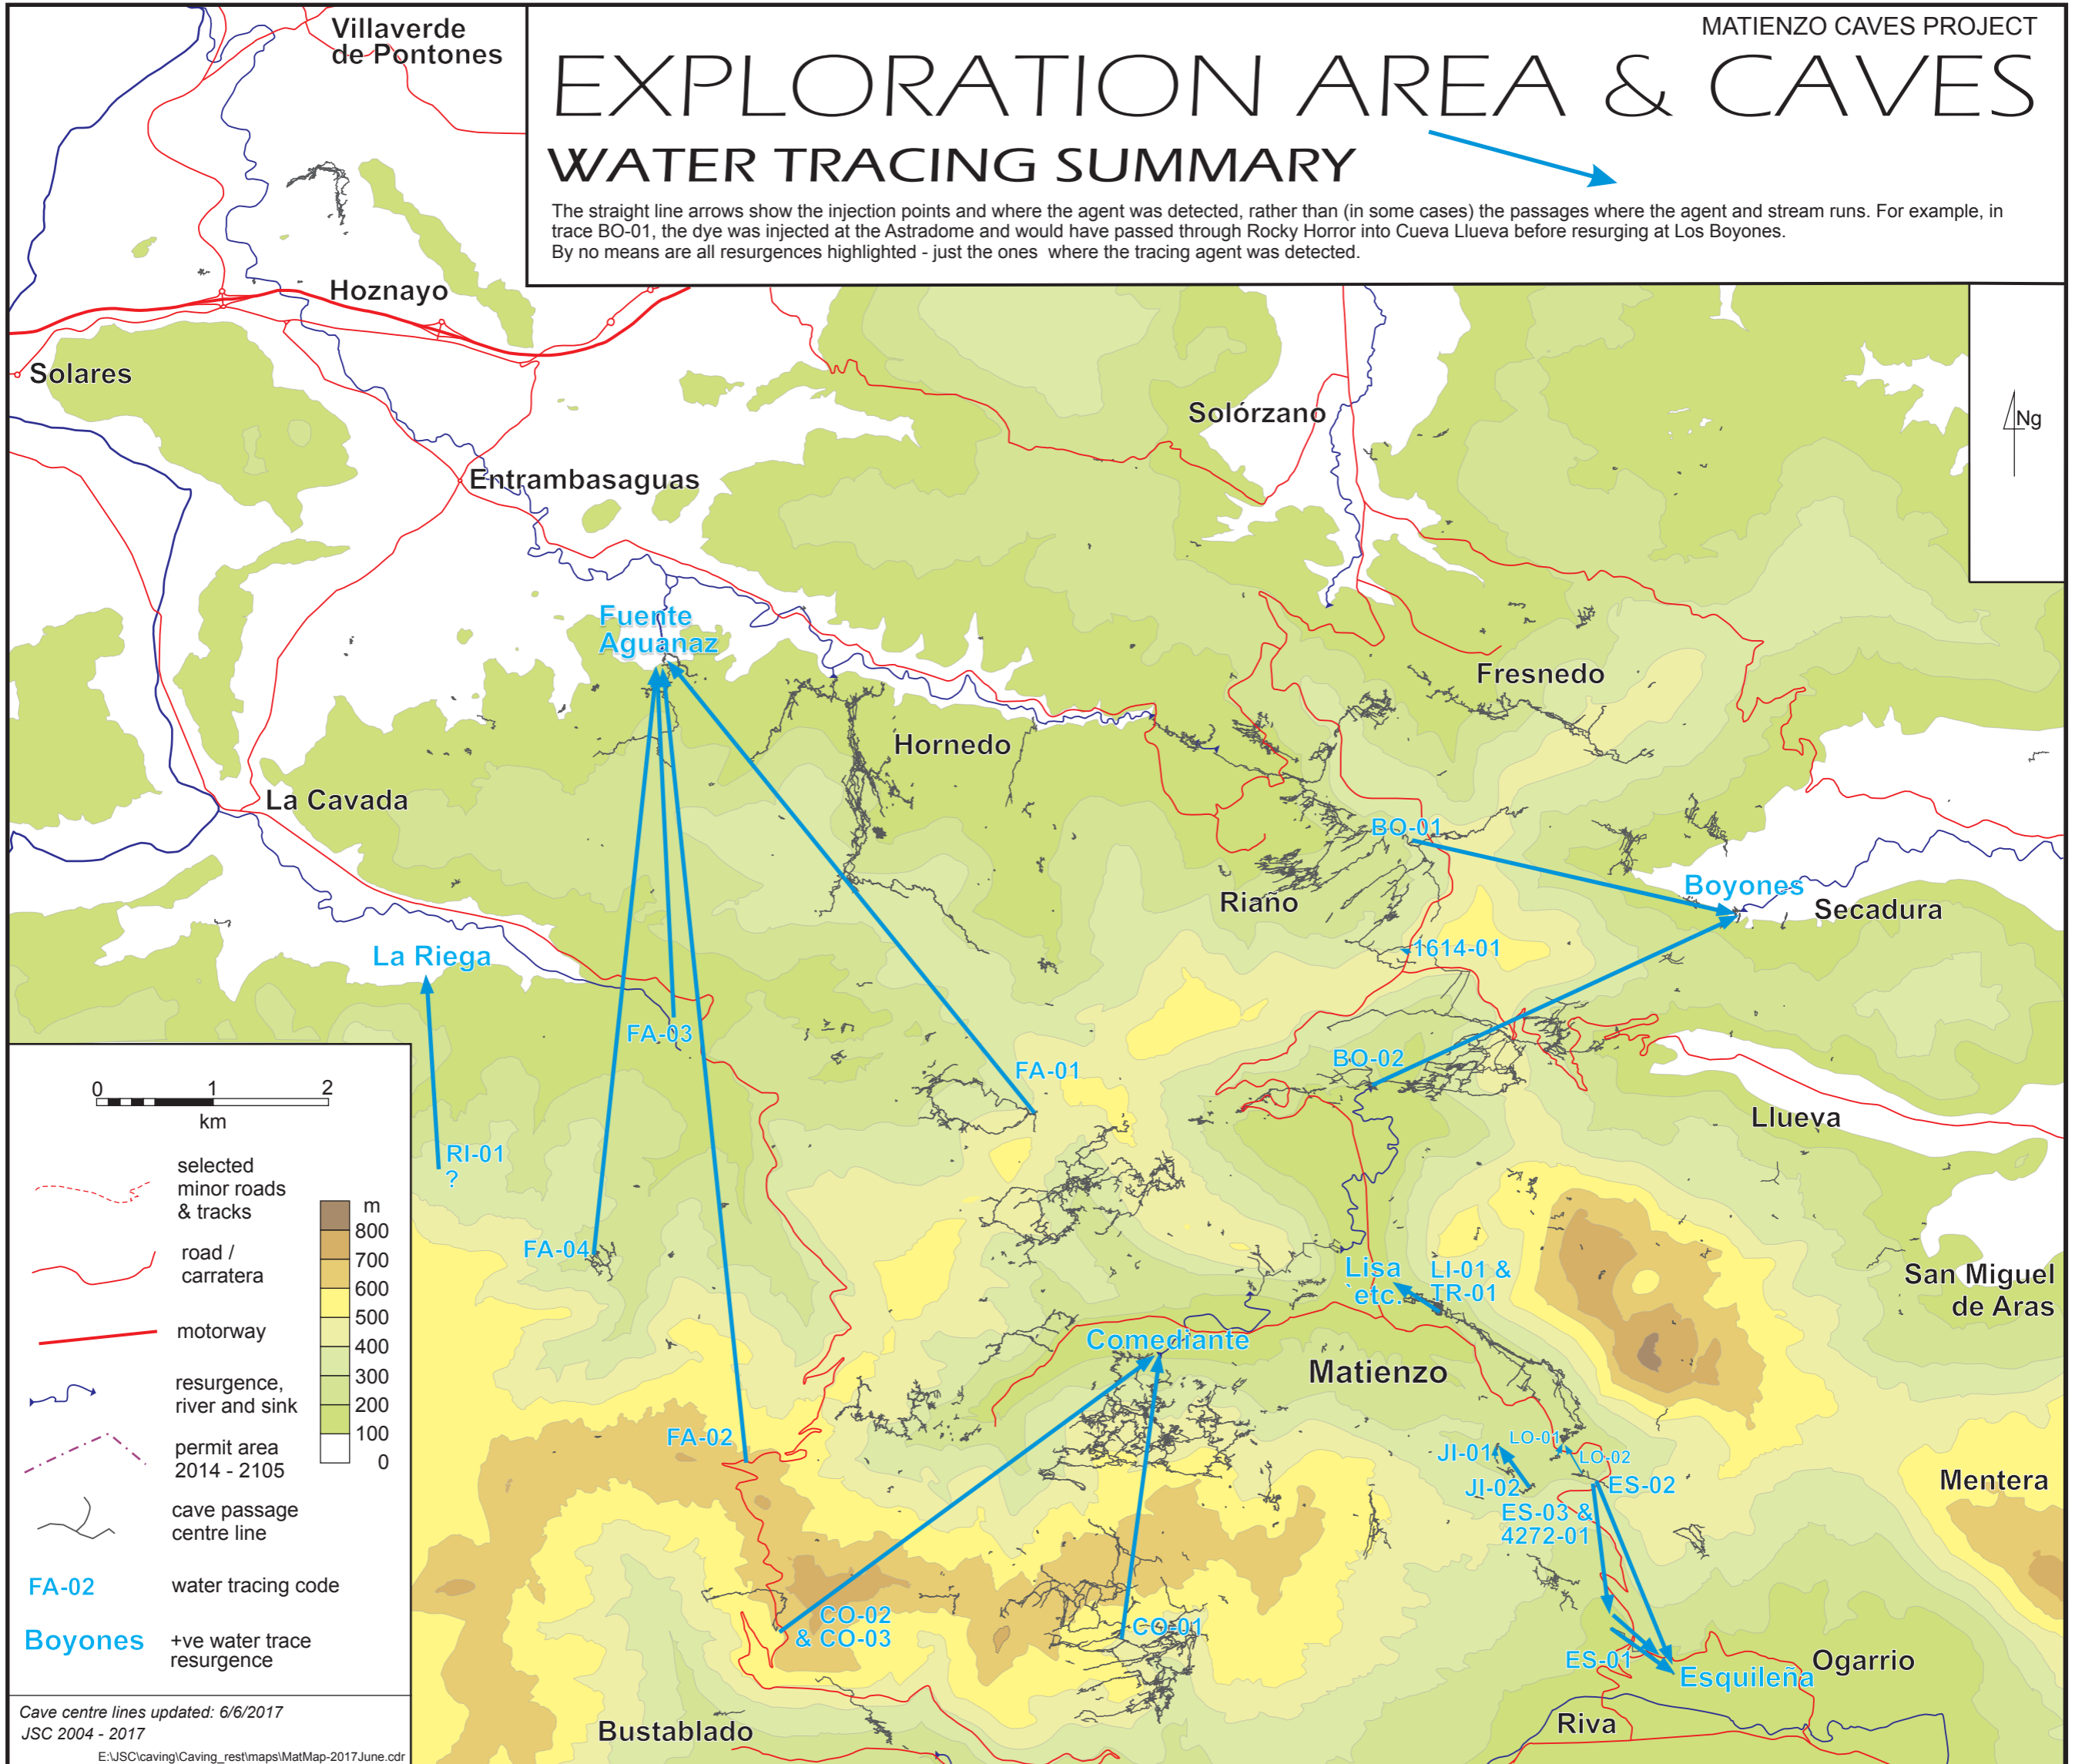 MATIENZO CAVES PROJECT
EXPLORATION AREA & CAVES
WATER TRACING SUMMARY
The straight line arrows show the injection points and where the agent was detected, rather than (in some cases) the passages where the agent and stream runs. For example, in
trace BO-01, the dye was injected at the Astradome and would have passed through Rocky Horror into Cueva Llueva before resurging at Los Boyones.
By no means are all resurgences highlighted - just the ones where the tracing agent was detected.
Villaverde
de Pontones
Hoznayo
Solares
Ng
Solórzano
Entrambasaguas
Fuente
Aguanaz
Fresnedo
Hornedo
La Cavada
BO-01
Boyones
Riaño
Secadura
1614-01
La Riega
FA-03
BO-02
FA-01
Llueva
RI-01
?
FA-04
Lisa
`etc.
LI-01 &
TR-01
San Miguel
de Aras
Comediante
Matienzo
FA-02
LO-01
JI-01
LO-02
JI-02
ES-02
Mentera
ES-03 &
4272-01
CO-02
& CO-03
CO-01
ES-01
Esquileña
Ogarrio
Riva
Bustablado
0 1 2
km
selected
minor roads
& tracks
road /
carratera
motorway
resurgence,
river and sink
permit area
2014 - 2105
cave passage
centre line
FA-02 water tracing code
Boyones +ve water trace
resurgence
m
800
700
600
500
400
300
200
100
0
Cave centre lines updated: 6/6/2017
JSC 2004 - 2017
E:\JSC\caving\Caving_rest\maps\MatMap-2017June.cdr